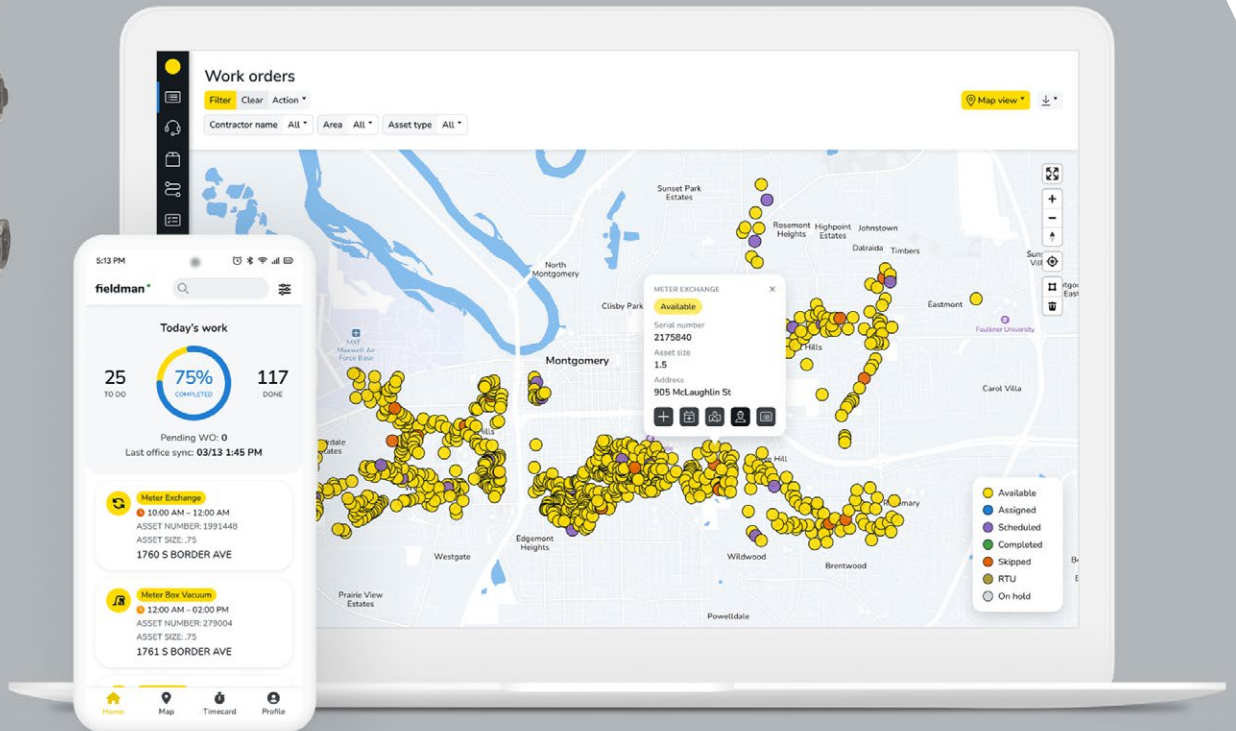 Work orders
Filter Clear Action
Map view
Contractor name All Area All Asset type All
Sunset Park
Estates
Rosemont
Heights
Highpoint
Estates
Johnstown
Dalraida
Timbers
North
Montgomery
Clisby Park
Eastmont
Faulkner University
Maxwell Air
Force Base
Montgomery
Hills
Carol Villa
METER EXCHANGE
Available
Serial number
2175840
Asset size
1.5
Address
905 McLaughlin St
Hill
Edgemont
Heights
Westgate
Wildwood
Brentwood
Prairie View
Estates
Powelldale
Available
Assigned
Scheduled
Completed
Skipped
RTU
On hold
5:13 PM
fieldman
Today's work
25
TO DO
75%
COMPLETED
117
DONE
Pending WO: 0
Last office sync: 03/13 1:45 PM
Meter Exchange
10:00 AM – 12:00 AM
ASSET NUMBER: 1991448
ASSET SIZE: .75
1760 S BORDER AVE
Meter Box Vacuum
12:00 AM – 02:00 PM
ASSET NUMBER: 279004
ASSET SIZE: .75
1761 S BORDER AVE
Home Map Timecard Profile